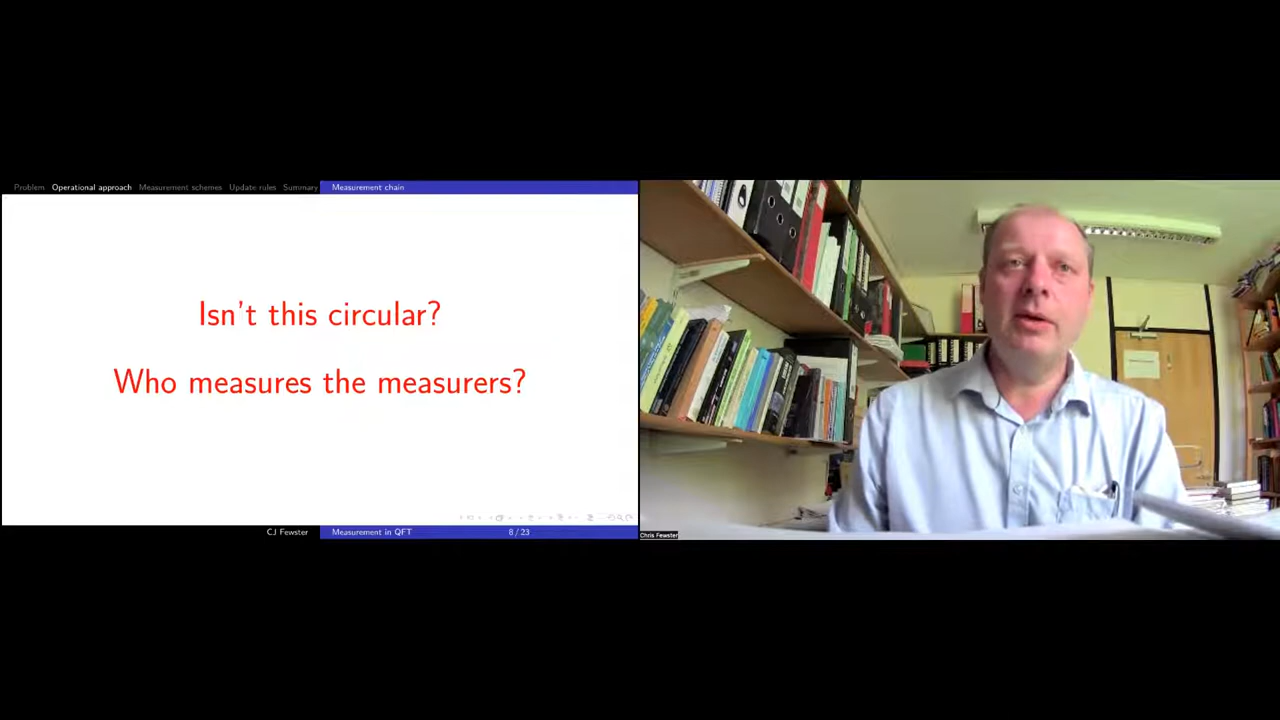 Problem Operational approach Measurement schemes Update rules Summary Measurement chain
Isn't this circular?
Who measures the measurers?
CJ Fewster Measurement in QFT 8 / 23
Chris Fewster